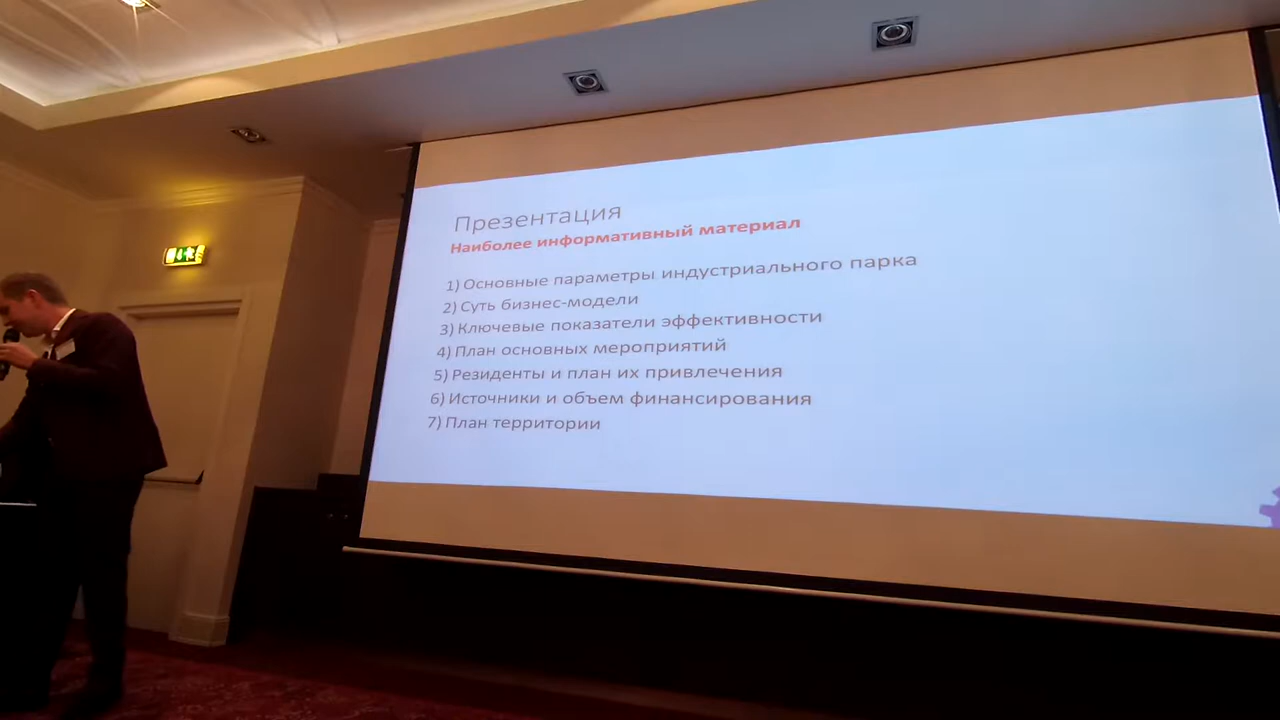 Презентация
Наиболее информативный материал
1) Основные параметры индустриального парка
2) Суть бизнес-модели
3) Ключевые показатели эффективности
4) План основных мероприятий
5) Резиденты и план их привлечения
6) Источники и объем финансирования
7) План территории